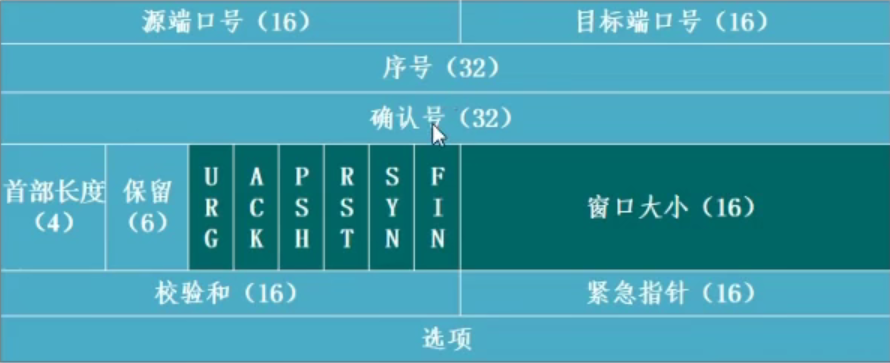 源端口号（16） 目标端口号（16）
序号（32）
确认号（32）
首部长度（4） 保留（6） URG ACK PSH RST SYN FIN 窗口大小（16）
校验和（16） 紧急指针（16）
选项